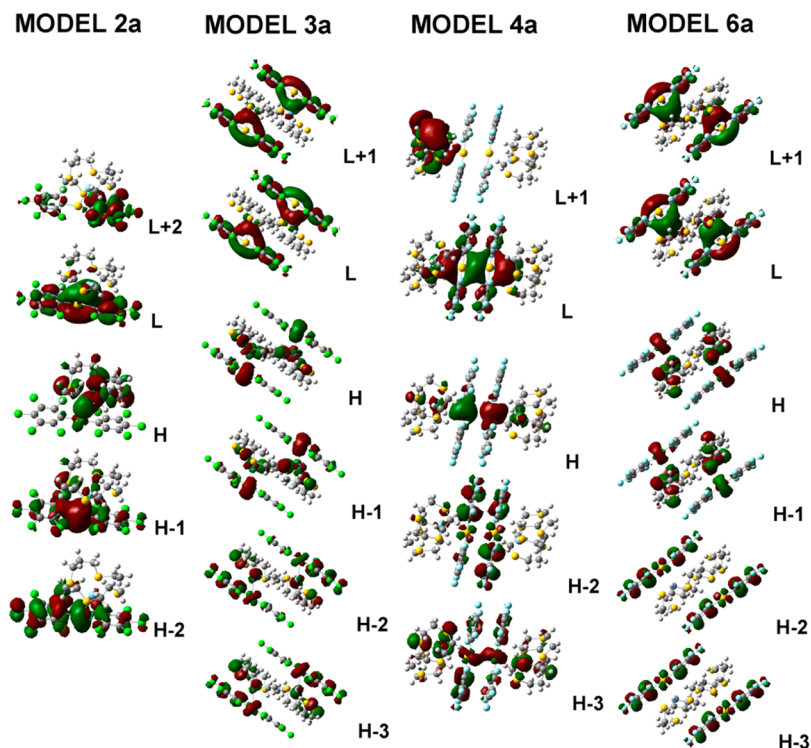 MODEL 2a
MODEL 3a
MODEL 4a
MODEL 6a
L+2
L
H
H-1
H-2
L+1
L
H
H-1
H-2
H-3
L+1
L
H
H-2
H-3
L+1
L
H
H-1
H-2
H-3